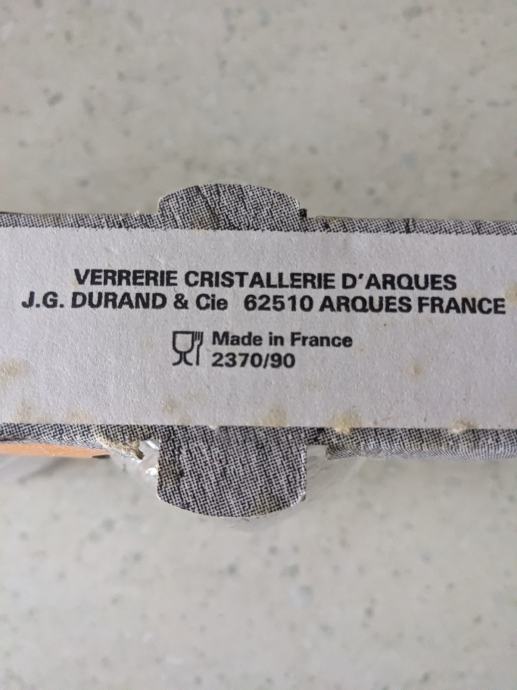 VERRERIE CRISTALLERIE D'ARQUES
J.G. DURAND & Cie 62510 ARQUES FRANCE
Made in France
2370/90